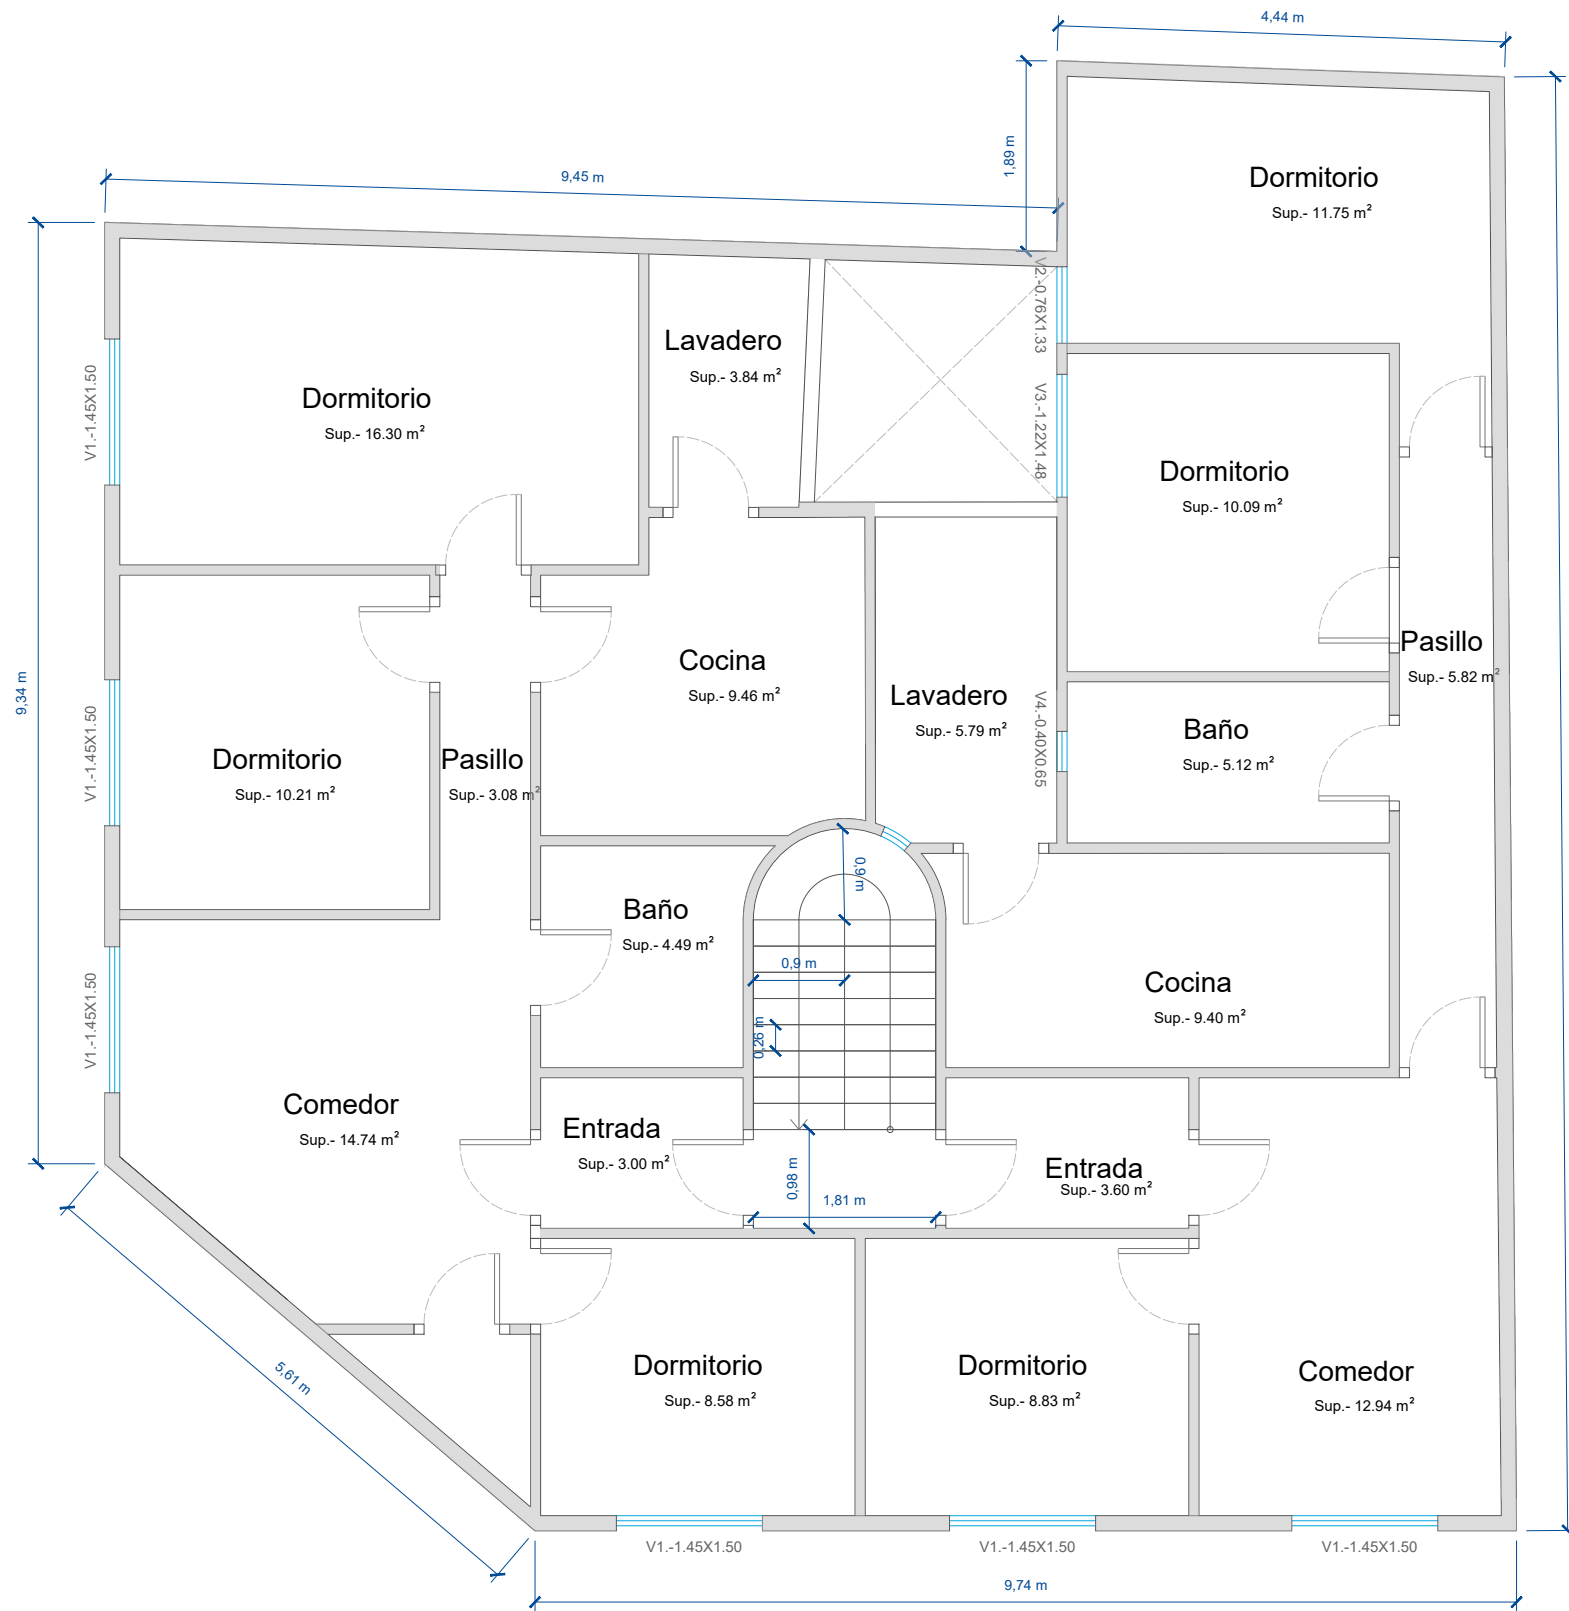 4,44 m
1,89 m
9,45 m
Dormitorio
Sup.- 11.75 m²
V2.-0.76X1.33
Lavadero
Sup.- 3.84 m²
Dormitorio
Sup.- 16.30 m²
V1.-1.45X1.50
V3.-1.22X1.48
Dormitorio
Sup.- 10.09 m²
Pasillo
Sup.- 5.82 m²
9,34 m
Cocina
Sup.- 9.46 m²
Lavadero
Sup.- 5.79 m²
V4.-0.40X0.65
Baño
Sup.- 5.12 m²
V1.-1.45X1.50
Dormitorio
Sup.- 10.21 m²
Pasillo
Sup.- 3.08 m²
0,9 m
Baño
Sup.- 4.49 m²
0,9 m
0,26 m
Cocina
Sup.- 9.40 m²
V1.-1.45X1.50
Comedor
Sup.- 14.74 m²
Entrada
Sup.- 3.00 m²
0,98 m
1,81 m
Entrada
Sup.- 3.60 m²
5,61 m
Dormitorio
Sup.- 8.58 m²
Dormitorio
Sup.- 8.83 m²
Comedor
Sup.- 12.94 m²
V1.-1.45X1.50
V1.-1.45X1.50
V1.-1.45X1.50
9,74 m